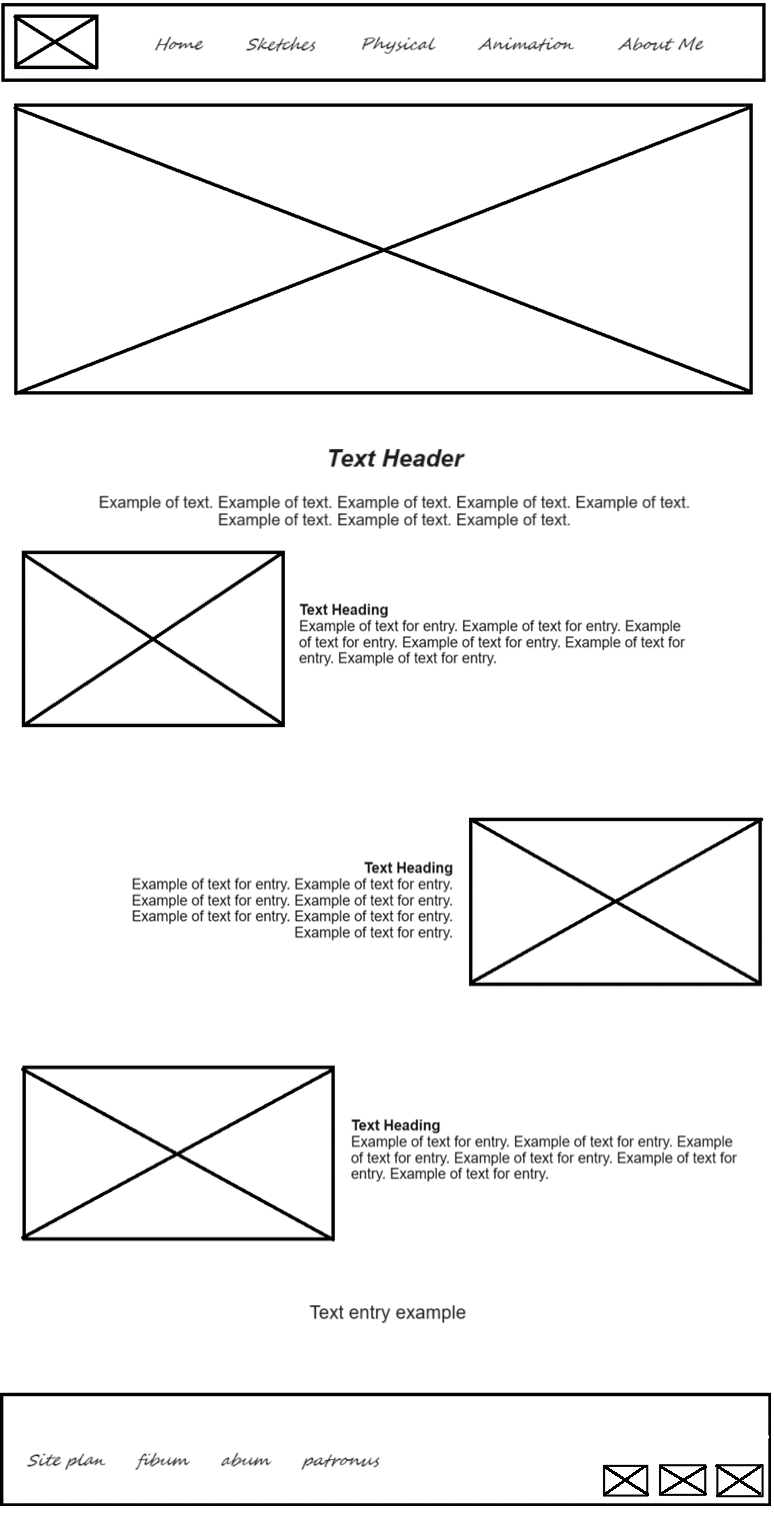 Home Sketches Physical Animation About Me
Text Header
Example of text. Example of text. Example of text. Example of text. Example of text.
Example of text. Example of text. Example of text.
Text Heading
Example of text for entry. Example of text for entry. Example
of text for entry. Example of text for entry. Example of text for
entry. Example of text for entry.
Text Heading
Example of text for entry. Example of text for entry.
Example of text for entry. Example of text for entry.
Example of text for entry. Example of text for entry.
Example of text for entry.
Text Heading
Example of text for entry. Example of text for entry. Example
of text for entry. Example of text for entry. Example of text for
entry. Example of text for entry.
Text entry example
Site plan fibum abum patronus